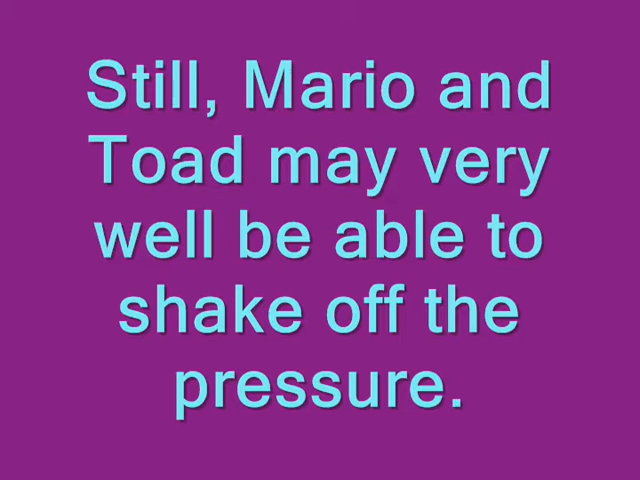 Still, Mario and
Toad may very
well be able to
shake off the
pressure.